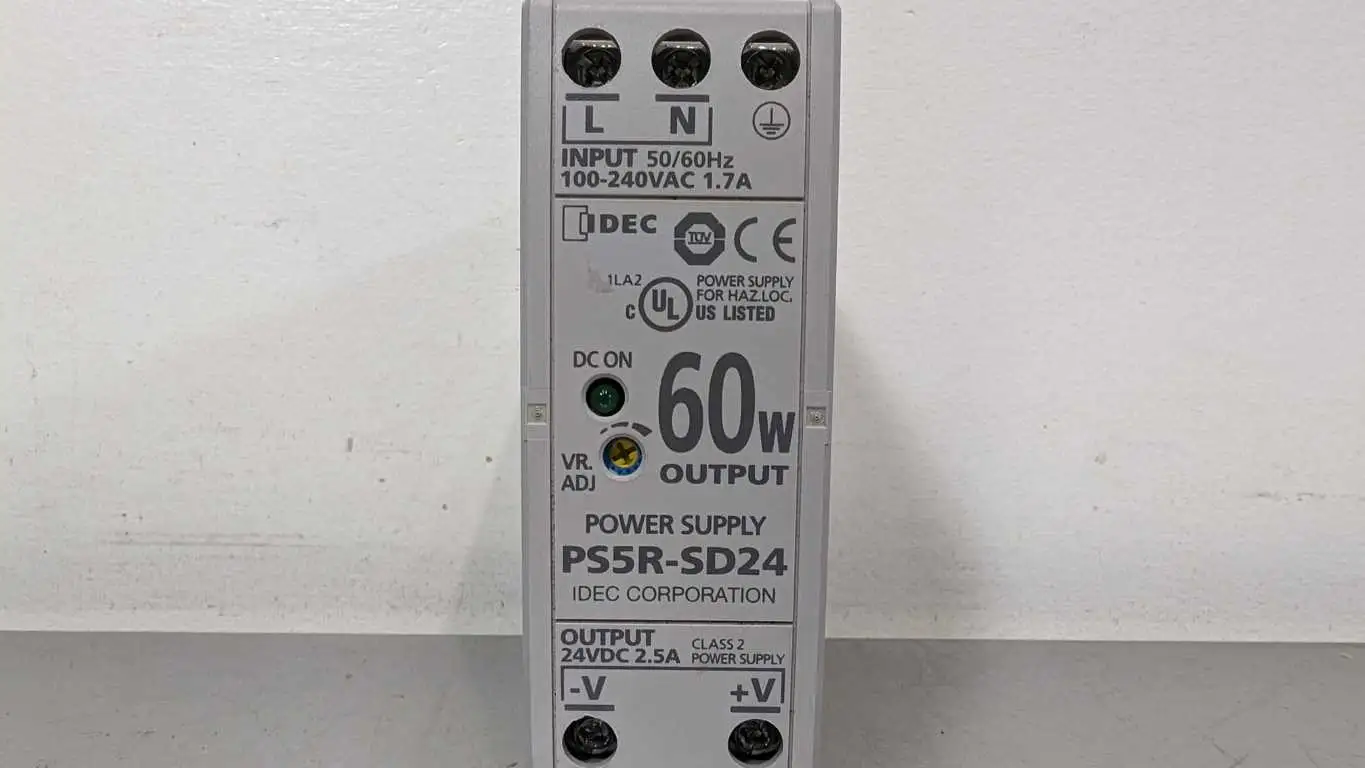 L N
INPUT 50/60Hz
100-240VAC 1.7A
IDEC TÜV CE
1LA2
POWER SUPPLY
FOR HAZ.LOC.
C UL US LISTED
DC ON
60W
OUTPUT
VR.
ADJ
POWER SUPPLY
PS5R-SD24
IDEC CORPORATION
OUTPUT
24VDC 2.5A
CLASS 2
POWER SUPPLY
-V +V